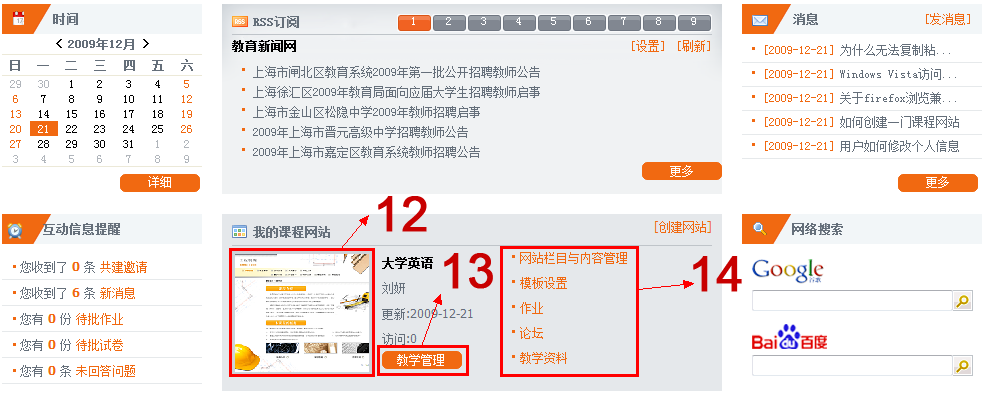 时间
2009年12月
日 一 二 三 四 五 六
29 30 1 2 3 4 5
6 7 8 9 10 11 12
13 14 15 16 17 18 19
20 21 22 23 24 25 26
27 28 29 30 31 1 2
3 4 5 6 7 8 9
详细
RSS订阅
1 2 3 4 5 6 7 8 9
教育新闻网 [设置] [刷新]
上海市闸北区教育系统2009年第一批公开招聘教师公告
上海徐汇区2009年教育局面向应届大学生招聘教师启事
上海市金山区松隐中学2009年教师招聘启事
2009年上海市晋元高级中学招聘教师公告
2009年上海市嘉定区教育系统教师招聘公告
更多
消息 [发消息]
[2009-12-21] 为什么无法复制粘...
[2009-12-21] Windows Vista访问...
[2009-12-21] 关于firefox浏览兼...
[2009-12-21] 如何创建一门课程网站
[2009-12-21] 用户如何修改个人信息
更多
互动信息提醒
您收到了 0 条 共建邀请
您收到了 6 条 新消息
您有 0 份 待批作业
您有 0 份 待批试卷
您有 0 条 未回答问题
我的课程网站 [创建网站]
12
大学英语
刘妍
更新:2009-12-21
访问:0
教学管理
13
网站栏目与内容管理
模板设置
作业
论坛
教学资料
14
网络搜索
Google
谷歌
Bai 百度